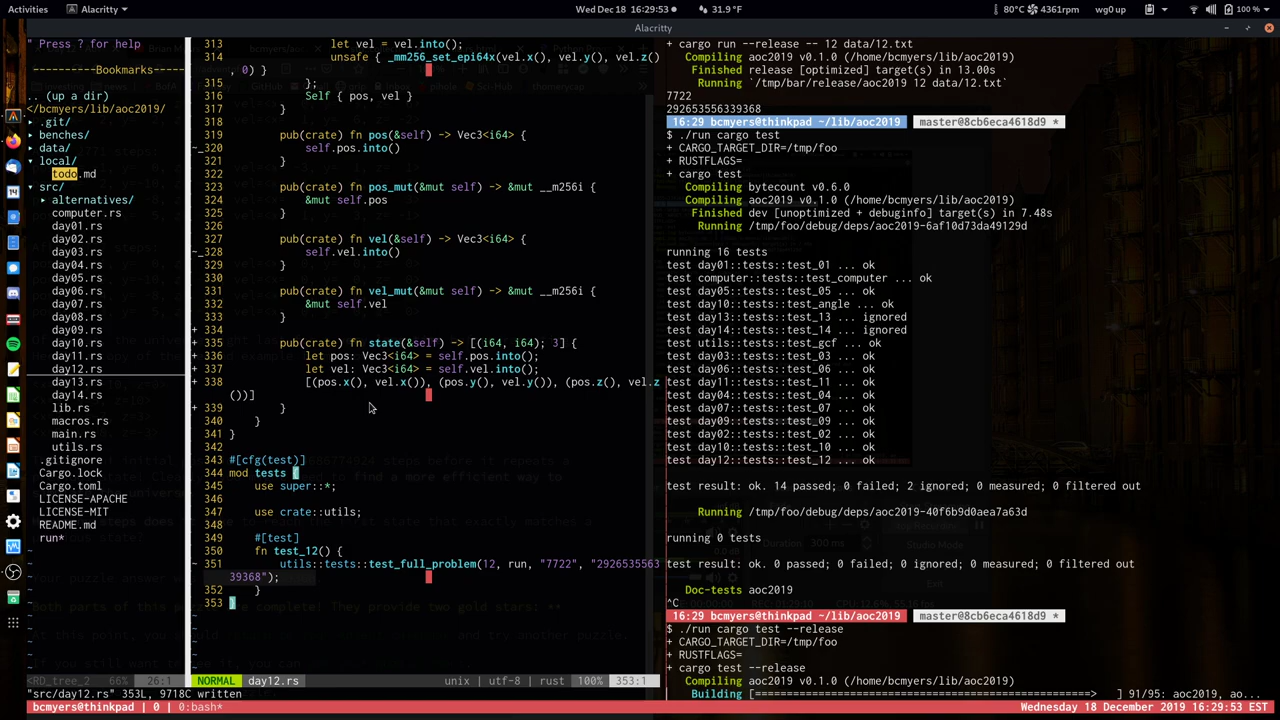 Activities Alacritty Wed Dec 18 16:29:53 31.9 °F 80°C 4361rpm wg0 up 100 %
Alacritty
" Press ? for help
----------Bookmarks-----
.. (up a dir)
</bcmyers/lib/aoc2019/
.git/
benches/
data/
local/
todo.md
src/
alternatives/
computer.rs
day01.rs
day02.rs
day03.rs
day04.rs
day05.rs
day06.rs
day07.rs
day08.rs
day09.rs
day10.rs
day11.rs
day12.rs
day13.rs
day14.rs
lib.rs
macros.rs
main.rs
utils.rs
.gitignore
Cargo.lock
Cargo.toml
LICENSE-APACHE
LICENSE-MIT
README.md
run*
~
<RD_tree_2 66% 26:1
313 let vel = vel.into();
314 unsafe { _mm256_set_epi64x(vel.x(), vel.y(), vel.z()
, 0) }
315 };
316 Self { pos, vel }
317 }
318
319 pub(crate) fn pos(&self) -> Vec3<i64> {
~_320 self.pos.into()
321 }
322
323 pub(crate) fn pos_mut(&mut self) -> &mut __m256i {
324 &mut self.pos
325 }
326
327 pub(crate) fn vel(&self) -> Vec3<i64> {
~_328 self.vel.into()
329 }
330
331 pub(crate) fn vel_mut(&mut self) -> &mut __m256i {
332 &mut self.vel
333 }
+ 334
+ 335 pub(crate) fn state(&self) -> [(i64, i64); 3] {
+ 336 let pos: Vec3<i64> = self.pos.into();
+ 337 let vel: Vec3<i64> = self.vel.into();
+ 338 [(pos.x(), vel.x()), (pos.y(), vel.y()), (pos.z(), vel.z
())]
+ 339 }
340 }
341 }
342
343 #[cfg(test)]
344 mod tests {
345 use super::*;
346
347 use crate::utils;
348
349 #[test]
350 fn test_12() {
~ 351 utils::tests::test_full_problem(12, run, "7722", "2926535563
39368");
352 }
353 }
NORMAL day12.rs unix | utf-8 | rust 100% 353:1
"src/day12.rs" 353L, 9718C written
+ cargo run --release -- 12 data/12.txt
Compiling aoc2019 v0.1.0 (/home/bcmyers/lib/aoc2019)
Finished release [optimized] target(s) in 13.00s
Running `/tmp/bar/release/aoc2019 12 data/12.txt`
7722
292653556339368
16:29 bcmyers@thinkpad ~/lib/aoc2019 master@8cb6eca4618d9 *
$ ./run cargo test
+ CARGO_TARGET_DIR=/tmp/foo
+ RUSTFLAGS=
+ cargo test
Compiling bytecount v0.6.0
Compiling aoc2019 v0.1.0 (/home/bcmyers/lib/aoc2019)
Finished dev [unoptimized + debuginfo] target(s) in 7.48s
Running /tmp/foo/debug/deps/aoc2019-6af10d73da49129d
running 16 tests
test day01::tests::test_01 ... ok
test computer::tests::test_computer ... ok
test day05::tests::test_05 ... ok
test day10::tests::test_angle ... ok
test day13::tests::test_13 ... ignored
test day14::tests::test_14 ... ignored
test utils::tests::test_gcf ... ok
test day03::tests::test_03 ... ok
test day06::tests::test_06 ... ok
test day11::tests::test_11 ... ok
test day04::tests::test_04 ... ok
test day07::tests::test_07 ... ok
test day09::tests::test_09 ... ok
test day02::tests::test_02 ... ok
test day10::tests::test_10 ... ok
test day08::tests::test_08 ... ok
test day12::tests::test_12 ... ok
test result: ok. 14 passed; 0 failed; 2 ignored; 0 measured; 0 filtered out
Running /tmp/foo/debug/deps/aoc2019-40f6b9d0aea7a63d
running 0 tests
test result: ok. 0 passed; 0 failed; 0 ignored; 0 measured; 0 filtered out
Doc-tests aoc2019
^C
16:29 bcmyers@thinkpad ~/lib/aoc2019 master@8cb6eca4618d9 *
$ ./run cargo test --release
+ CARGO_TARGET_DIR=/tmp/foo
+ RUSTFLAGS=
+ cargo test --release
Compiling aoc2019 v0.1.0 (/home/bcmyers/lib/aoc2019)
Building [=====================================================> ] 91/95: aoc2019, ao...
bcmyers@thinkpad | 0 | 0:bash* Wednesday 18 December 2019 16:29:53 EST